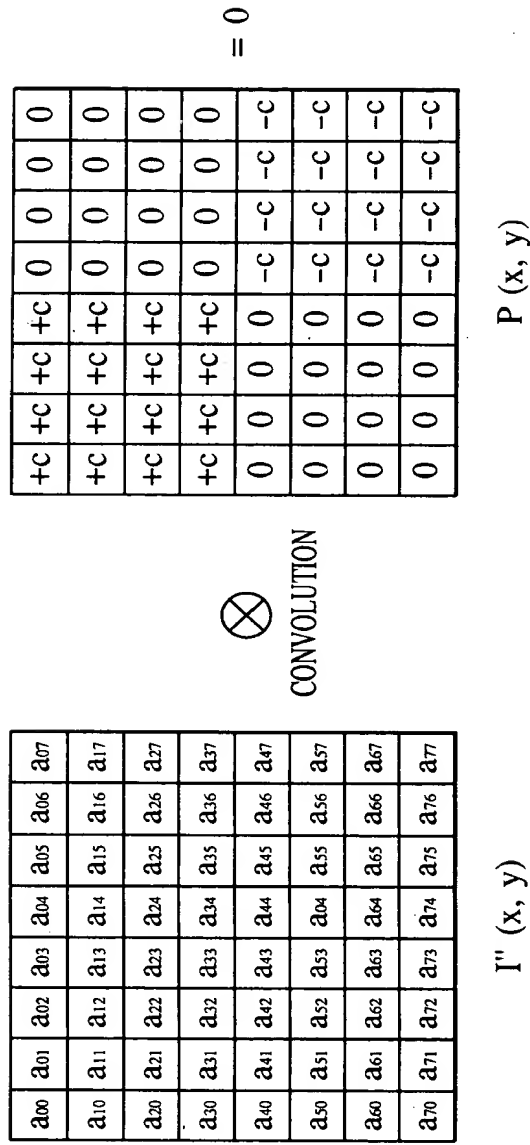 a00 a01 a02 a03 a04 a05 a06 a07
a10 a11 a12 a13 a14 a15 a16 a17
a20 a21 a22 a23 a24 a25 a26 a27
a30 a31 a32 a33 a34 a35 a36 a37
a40 a41 a42 a43 a44 a45 a46 a47
a50 a51 a52 a53 a04 a55 a56 a57
a60 a61 a62 a63 a64 a65 a66 a67
a70 a71 a72 a73 a74 a75 a76 a77
I" (x, y)
CONVOLUTION
+c +c +c +c 0 0 0 0
+c +c +c +c 0 0 0 0
+c +c +c +c 0 0 0 0
+c +c +c +c 0 0 0 0
0 0 0 0 -c -c -c -c
0 0 0 0 -c -c -c -c
0 0 0 0 -c -c -c -c
0 0 0 0 -c -c -c -c
P (x, y)
= 0